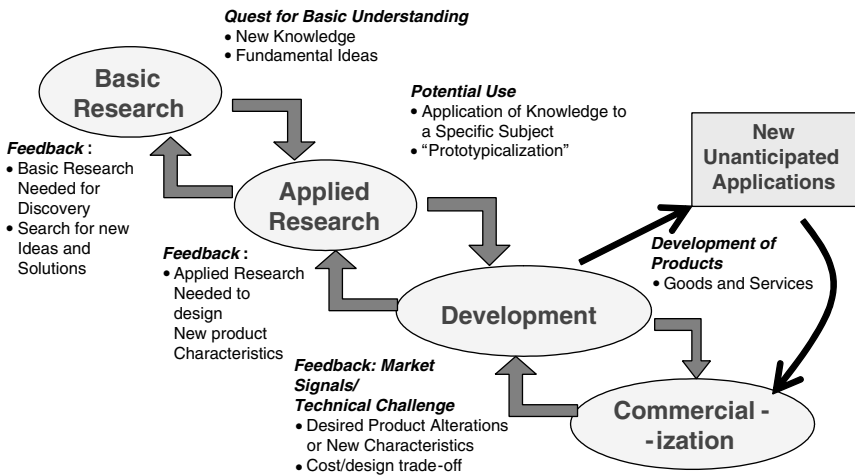 Quest for Basic Understanding
• New Knowledge
• Fundamental Ideas
Basic
Research
Potential Use
• Application of Knowledge to
a Specific Subject
• “Prototypicalization”
New
Unanticipated
Applications
Feedback :
• Basic Research
Needed for
Discovery
• Search for new
Ideas and
Solutions
Applied
Research
Feedback :
• Applied Research
Needed to
design
New product
Characteristics
Development of
Products
• Goods and Services
Development
Feedback: Market
Signals/
Technical Challenge
• Desired Product Alterations
or New Characteristics
• Cost/design trade-off
Commercial -
-ization